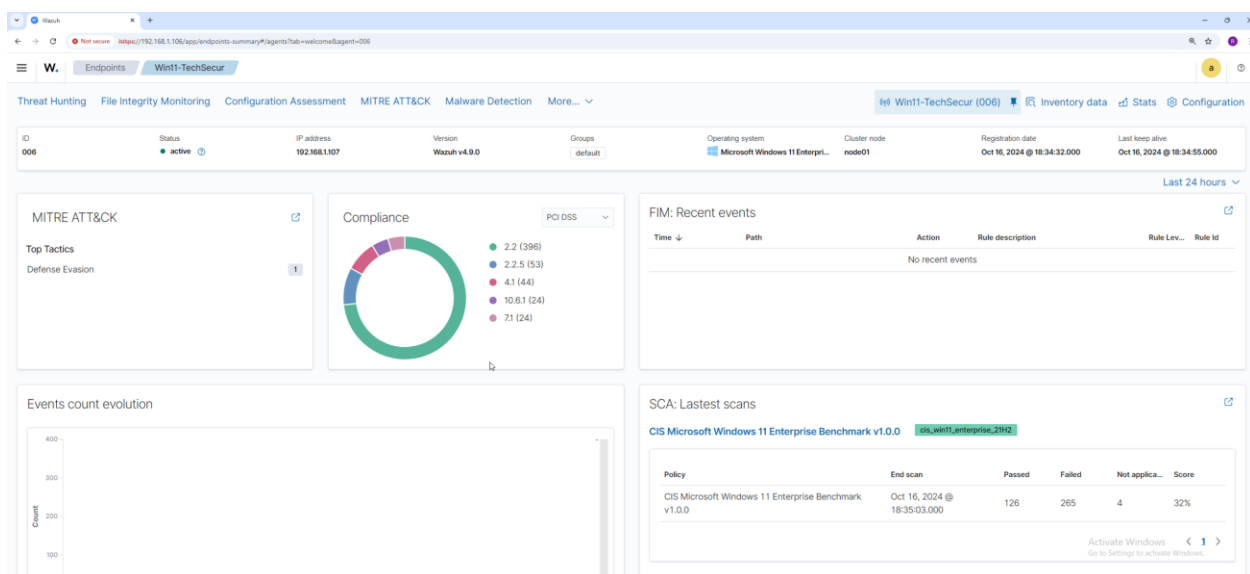 Wazuh
Not secure https://192.168.1.106/app/endpoints-summary#/agents?tab=welcome&agent=006
W. Endpoints Win11-TechSecur a
Threat Hunting File Integrity Monitoring Configuration Assessment MITRE ATT&CK Malware Detection More... Win11-TechSecur (006) Inventory data Stats Configuration
ID Status IP address Version Groups Operating system Cluster node Registration date Last keep alive
006 active 192.168.1.107 Wazuh v4.9.0 default Microsoft Windows 11 Enterpri... node01 Oct 16, 2024 @ 18:34:32.000 Oct 16, 2024 @ 18:34:55.000
Last 24 hours
MITRE ATT&CK
Top Tactics
Defense Evasion 1
Compliance PCI DSS
2.2 (396)
2.2.5 (53)
4.1 (44)
10.6.1 (24)
7.1 (24)
FIM: Recent events
Time Path Action Rule description Rule Lev... Rule Id
No recent events
Events count evolution
400
300
200
100
Count
SCA: Lastest scans
CIS Microsoft Windows 11 Enterprise Benchmark v1.0.0 cis_win11_enterprise_21H2
Policy End scan Passed Failed Not applica... Score
CIS Microsoft Windows 11 Enterprise Benchmark v1.0.0 Oct 16, 2024 @ 18:35:03.000 126 265 4 32%
1
Activate Windows
Go to Settings to activate Windows.